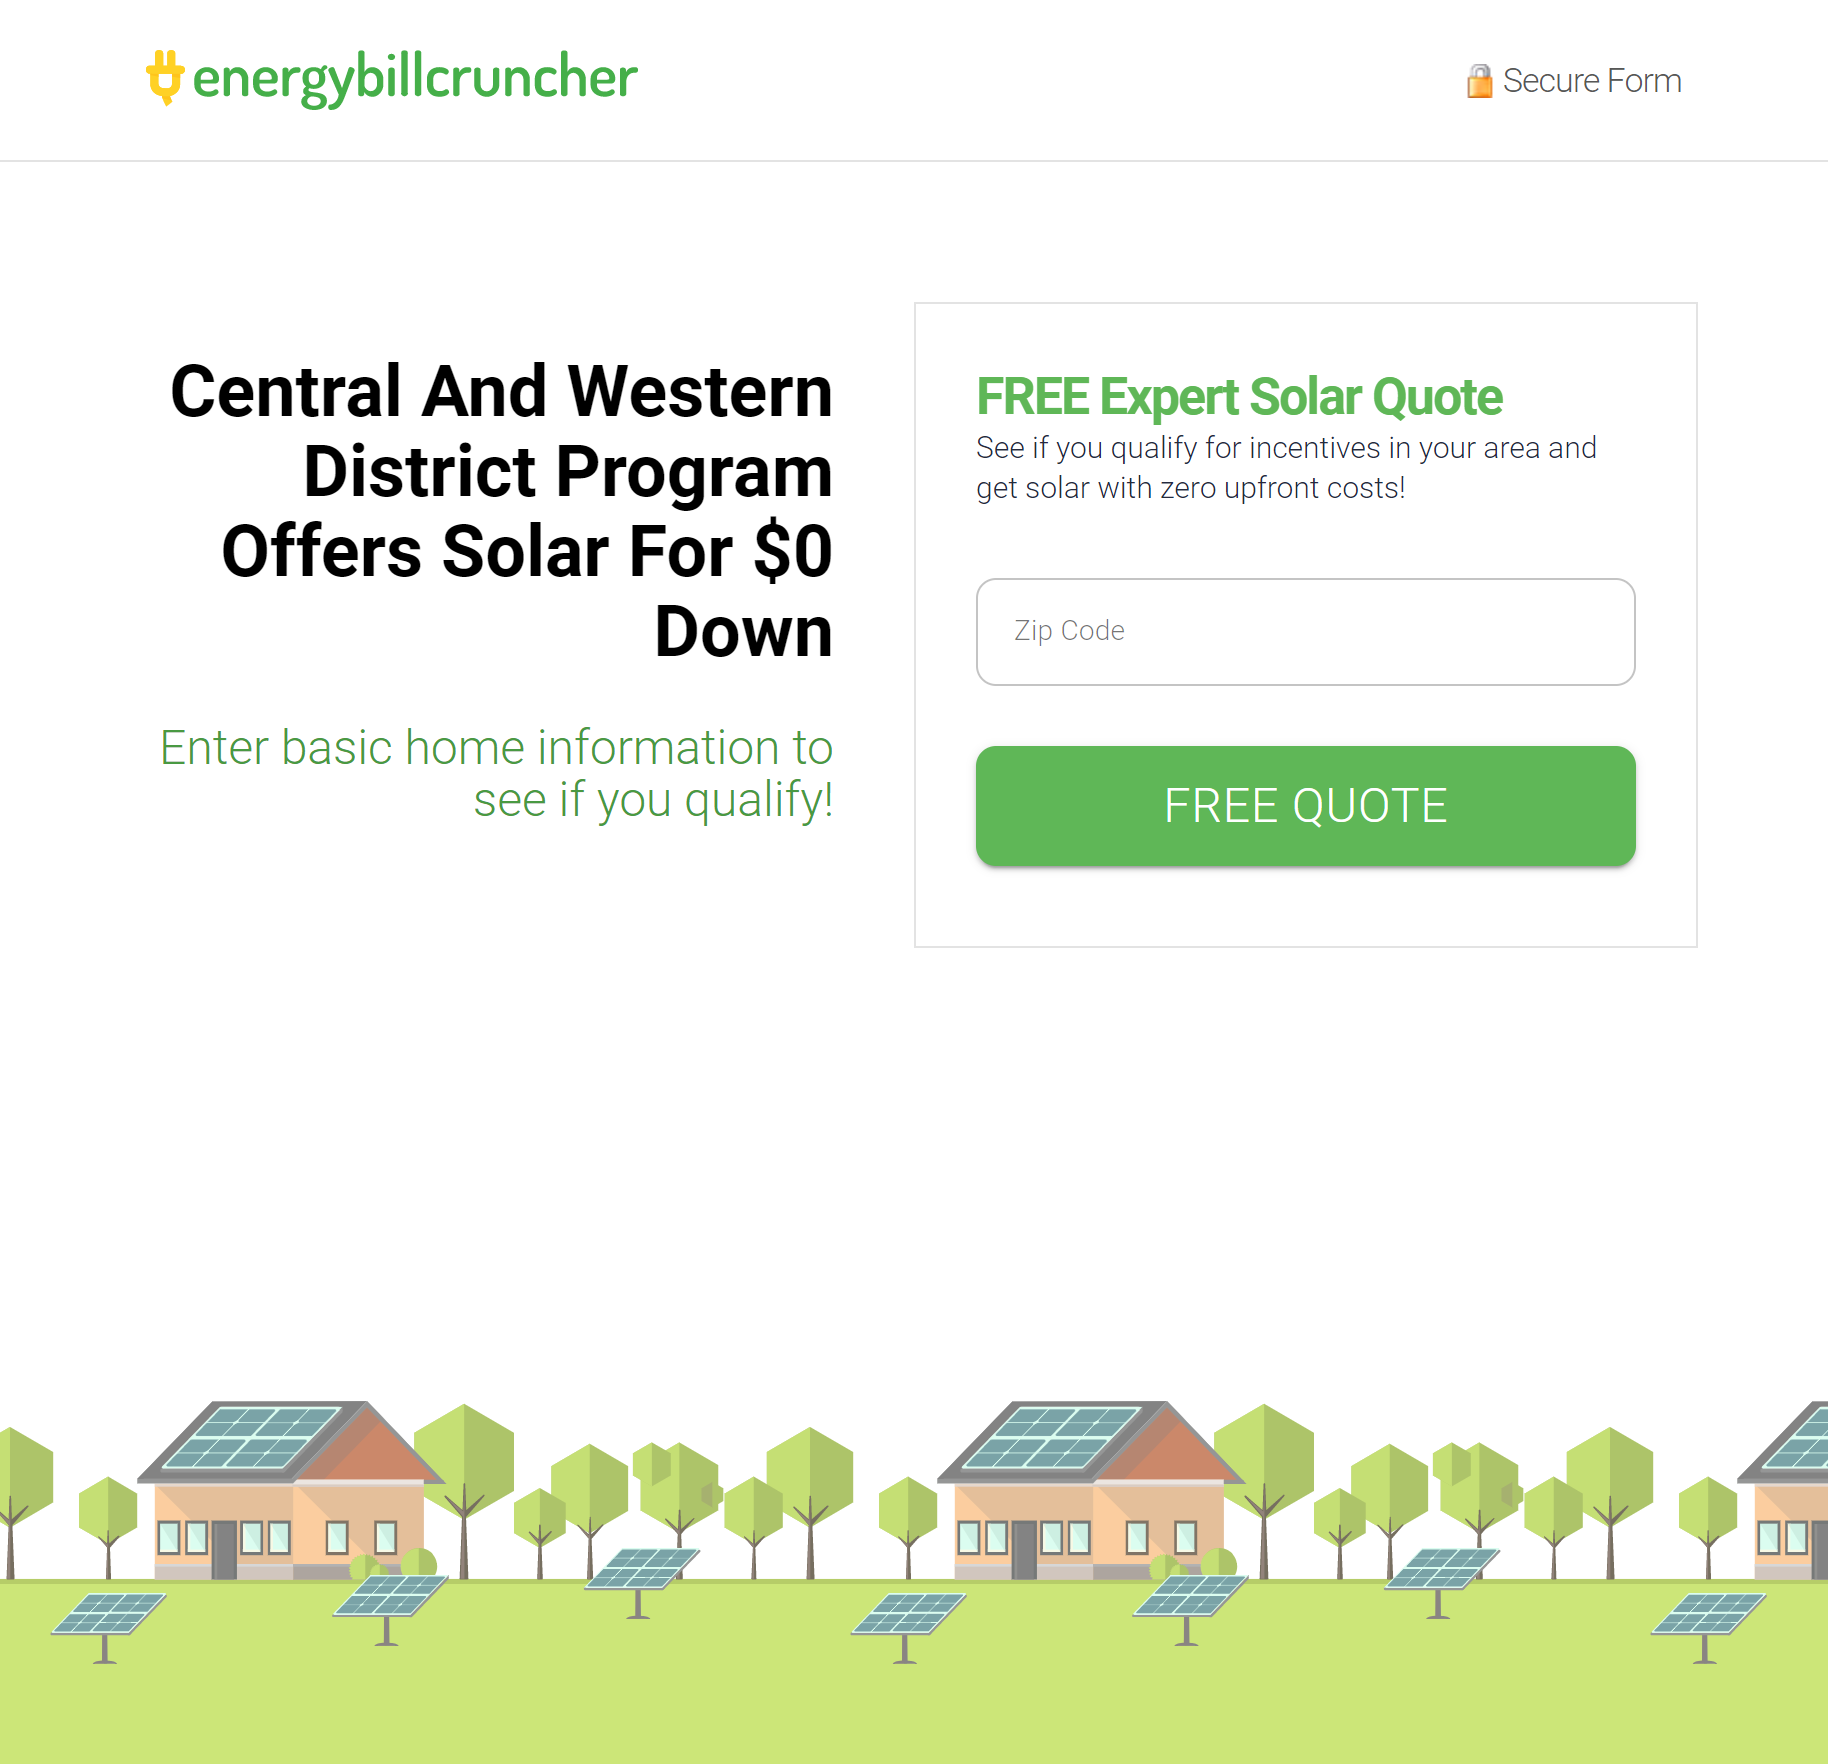 energybillcruncher
Secure Form
Central And Western
District Program
Offers Solar For $0
Down
Enter basic home information to
see if you qualify!
FREE Expert Solar Quote
See if you qualify for incentives in your area and
get solar with zero upfront costs!
Zip Code
FREE QUOTE